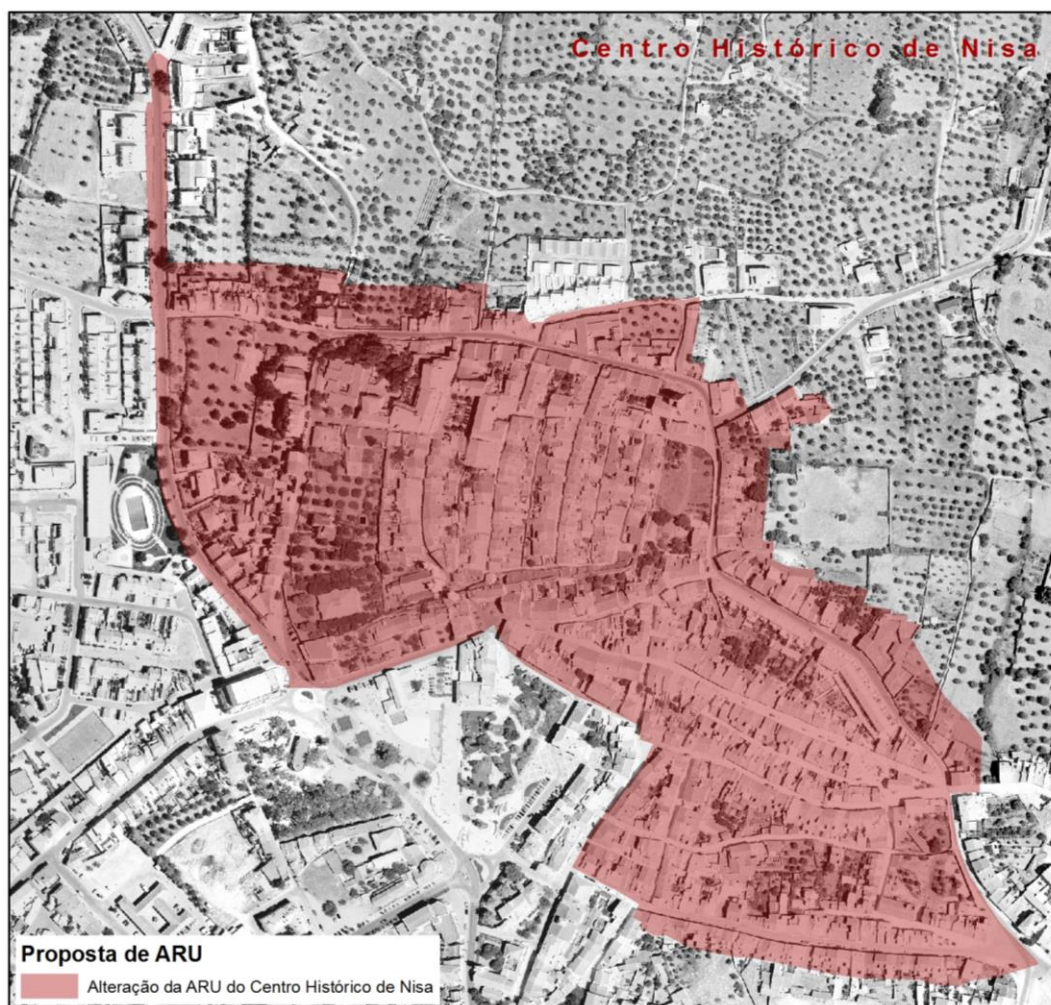 Centro Histórico de Nisa
Proposta de ARU
Alteração da ARU do Centro Histórico de Nisa